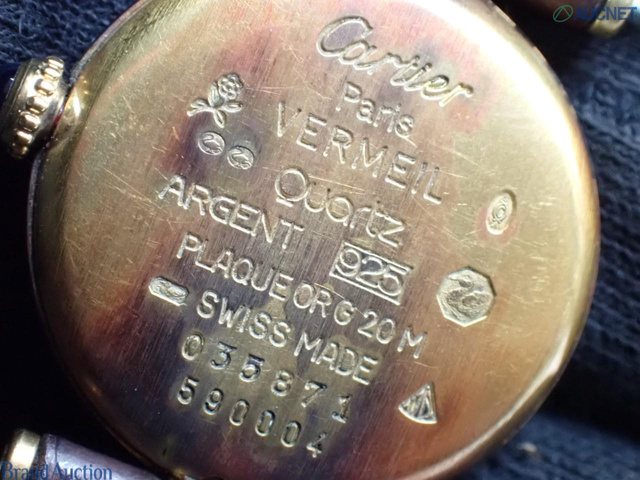 AUCNET
Cartier
Paris
VERMEIL
Quartz
ARGENT 925
PLAQUE OR G 20 M
SWISS MADE
035871
590004
Brand Auction